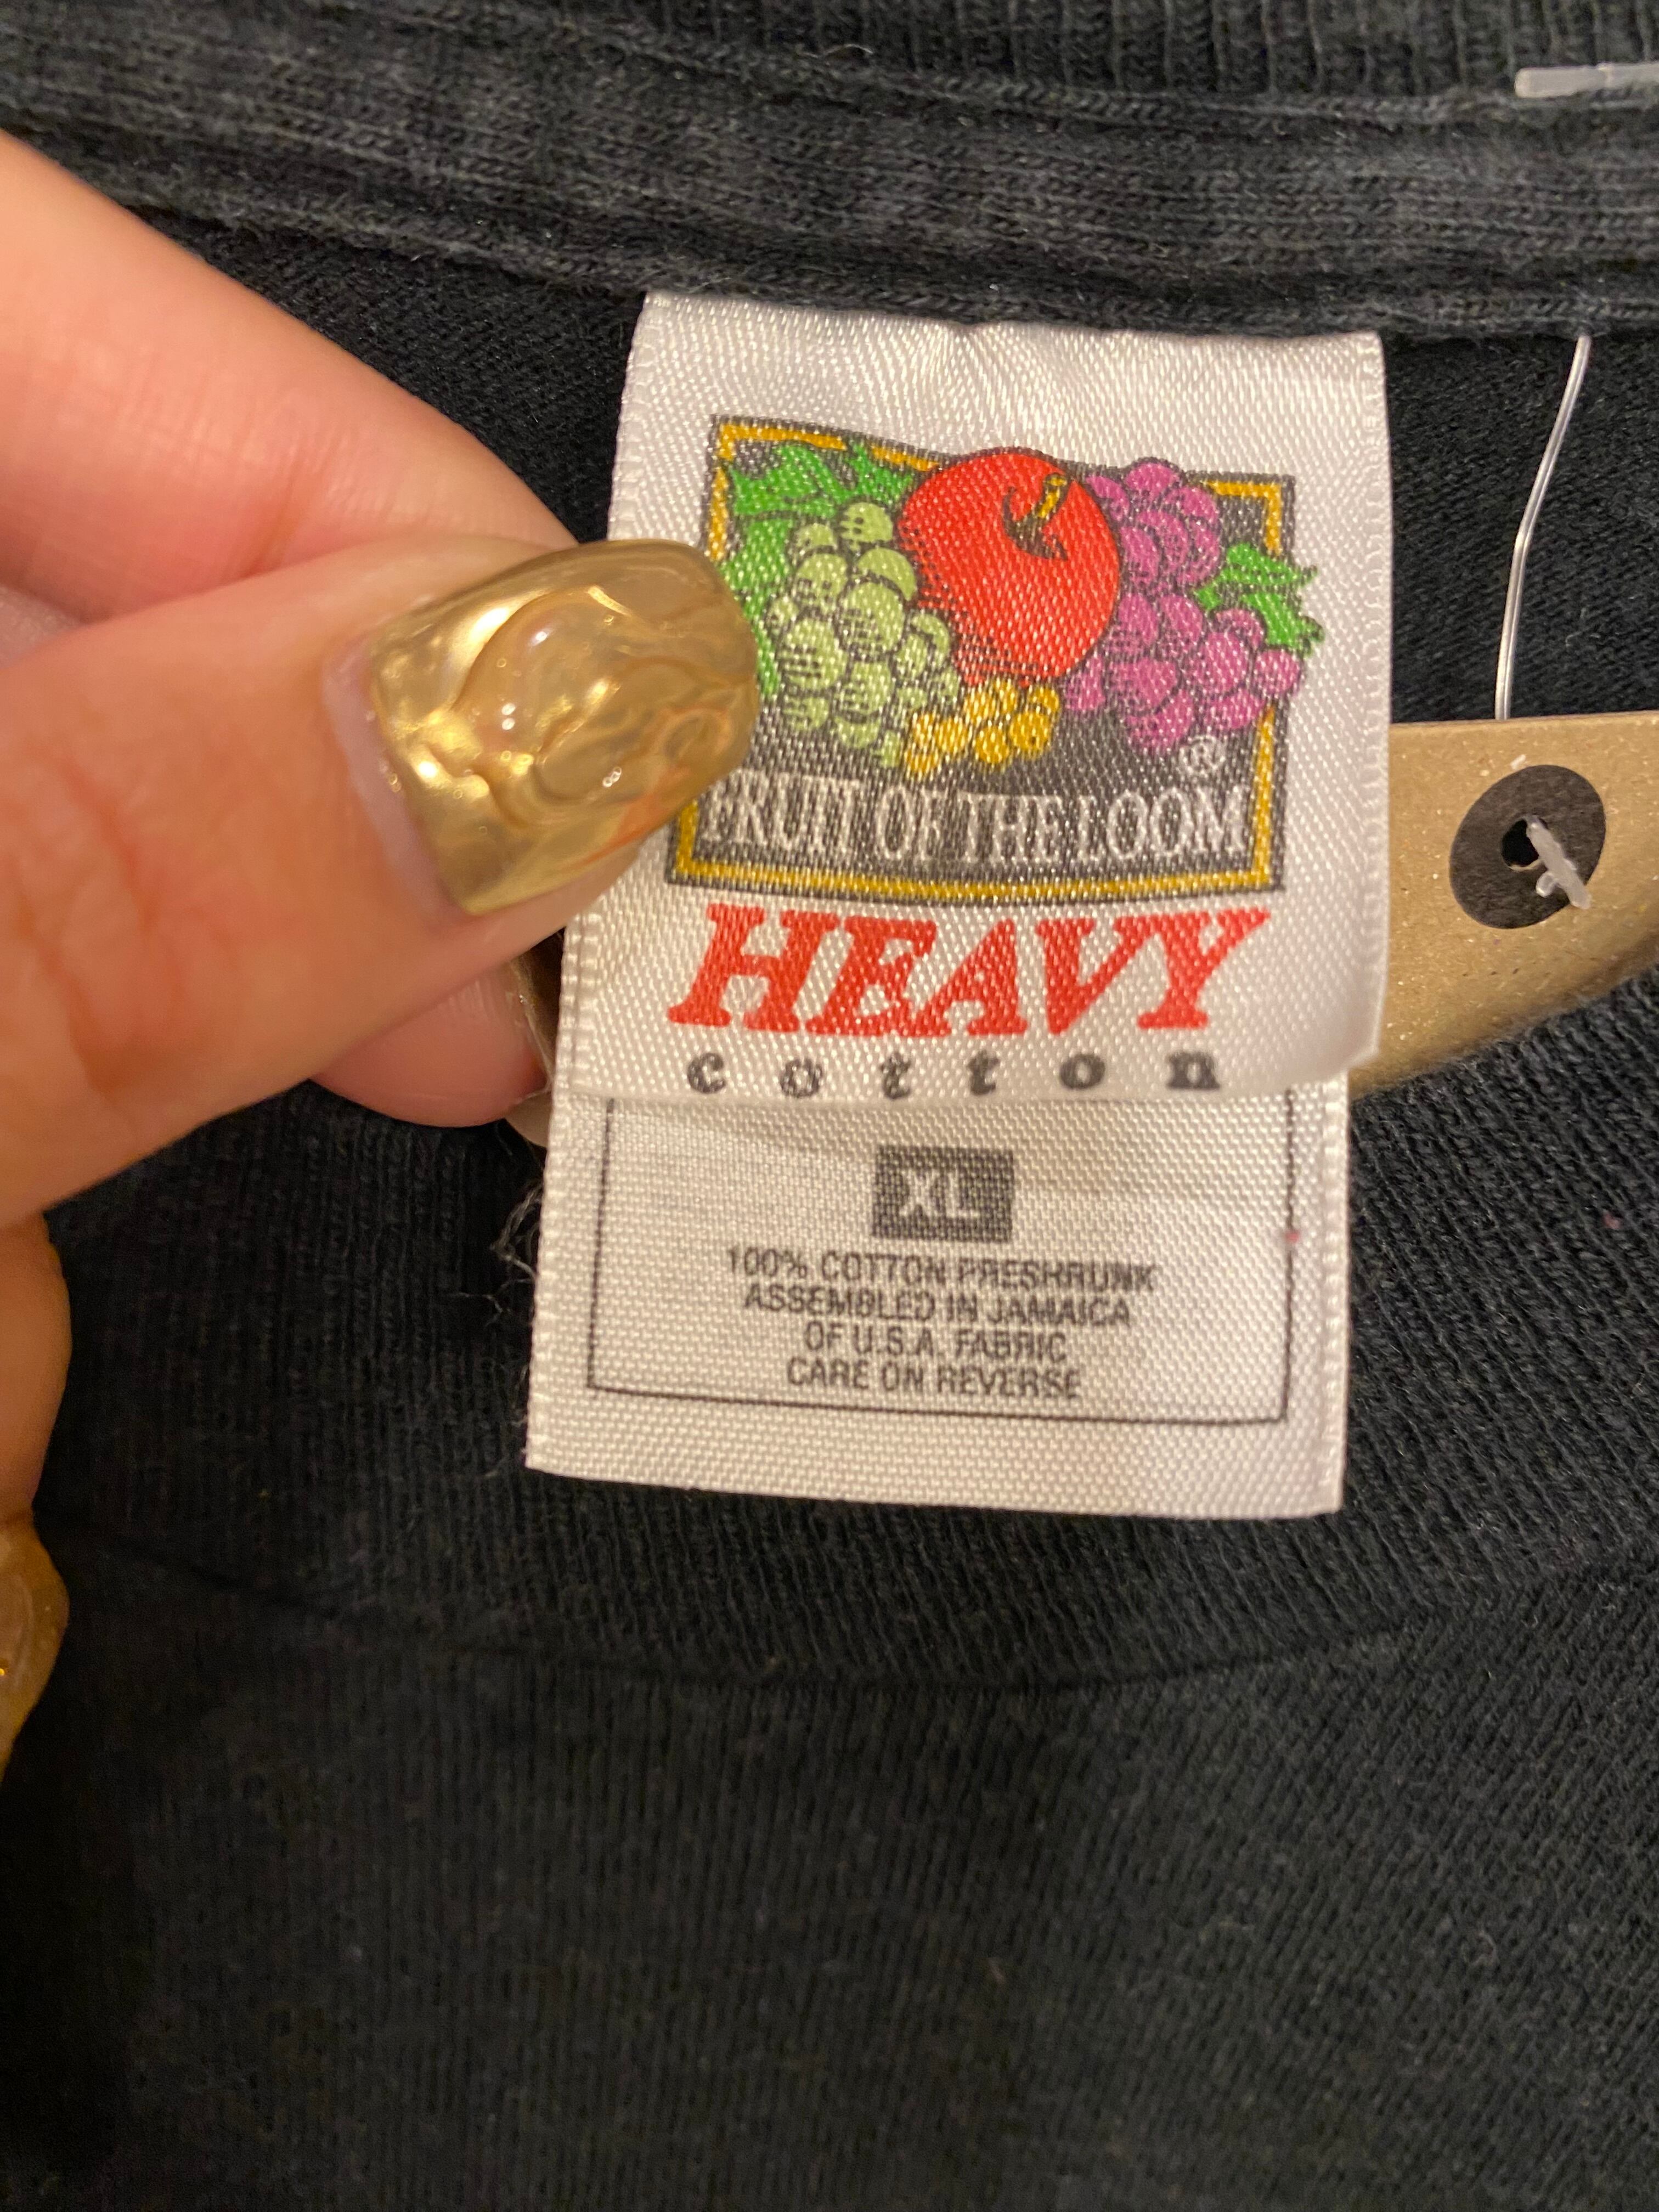 ®
FRUIT OF THE LOOM
HEAVY
cotton
XL
100% COTTON PRESHRUNK
ASSEMBLED IN JAMAICA
OF U.S.A. FABRIC
CARE ON REVERSE